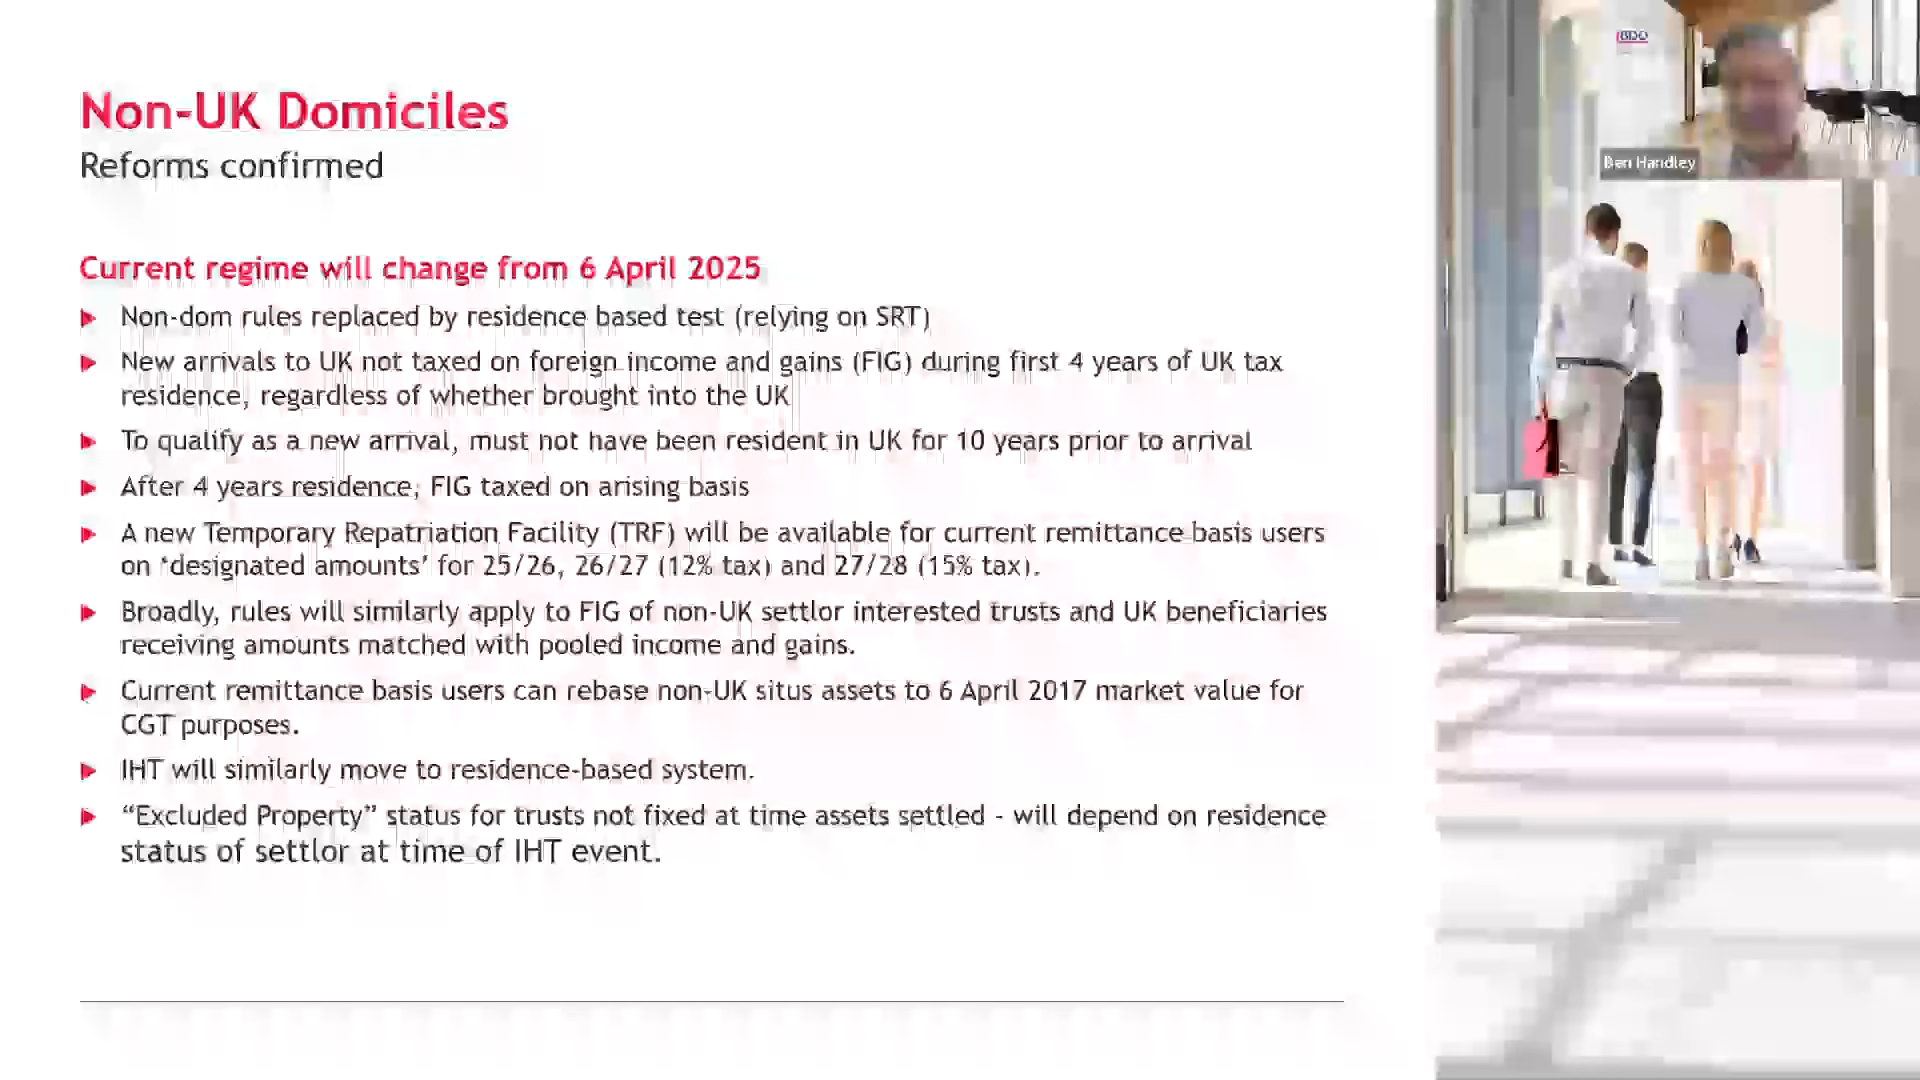 Non-UK Domiciles
Reforms confirmed
Current regime will change from 6 April 2025
Non-dom rules replaced by residence based test (relying on SRT)
New arrivals to UK not taxed on foreign income and gains (FIG) during first 4 years of UK tax
residence, regardless of whether brought into the UK
To qualify as a new arrival, must not have been resident in UK for 10 years prior to arrival
After 4 years residence, FIG taxed on arising basis
A new Temporary Repatriation Facility (TRF) will be available for current remittance basis users
on ‘designated amounts’ for 25/26, 26/27 (12% tax) and 27/28 (15% tax).
Broadly, rules will similarly apply to FIG of non-UK settlor interested trusts and UK beneficiaries
receiving amounts matched with pooled income and gains.
Current remittance basis users can rebase non-UK situs assets to 6 April 2017 market value for
CGT purposes.
IHT will similarly move to residence-based system.
“Excluded Property” status for trusts not fixed at time assets settled - will depend on residence
status of settlor at time of IHT event.
BDO
Ben Handley